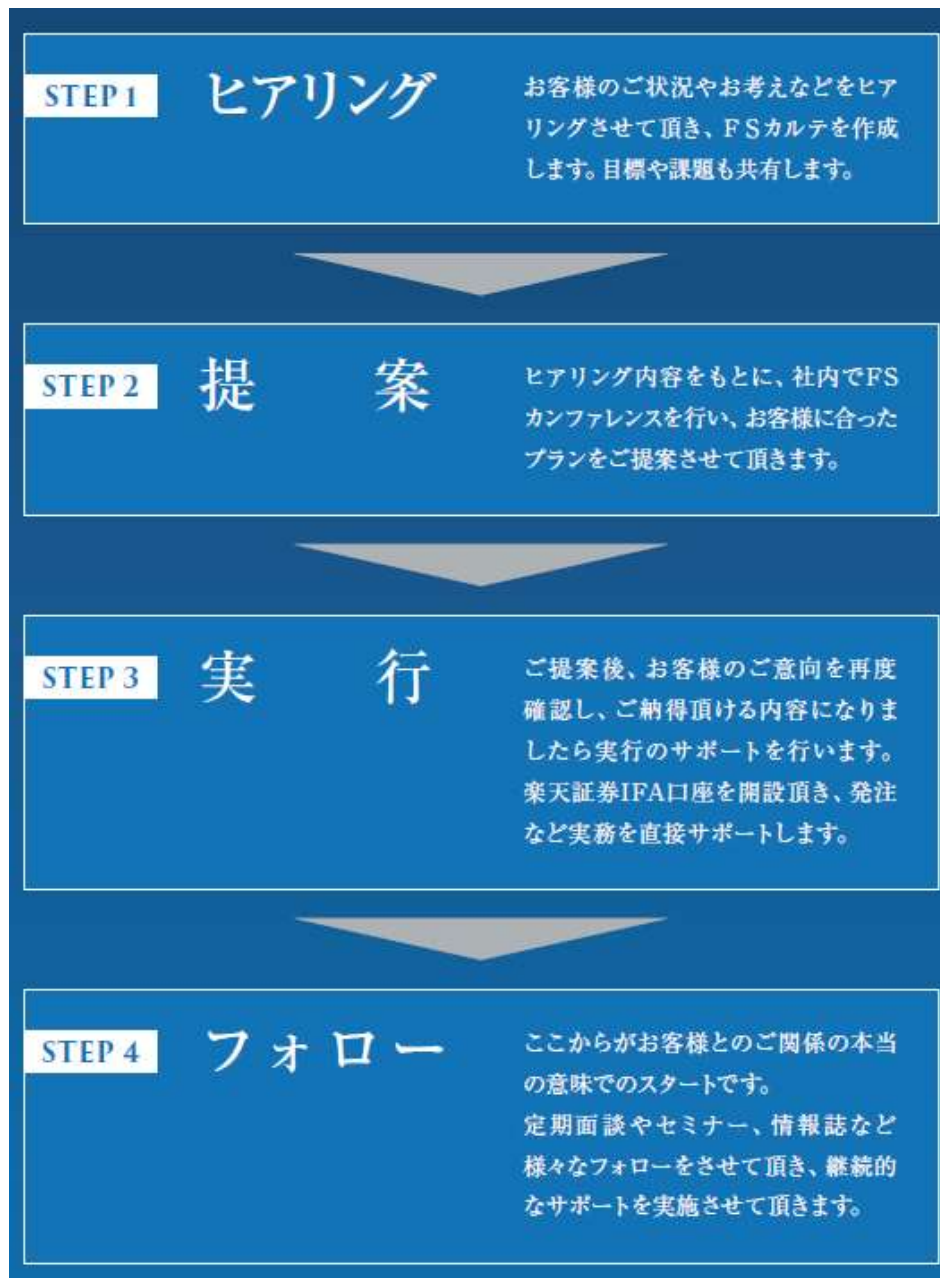 STEP 1
ヒアリング
お客様のご状況やお考えなどをヒア
リングさせて頂き、FSカルテを作成
します。目標や課題も共有します。
STEP 2
提案
ヒアリング内容をもとに、社内でFS
カンファレンスを行い、お客様に合った
プランをご提案させて頂きます。
STEP 3
実行
ご提案後、お客様のご意向を再度
確認し、ご納得頂ける内容になりま
したら実行のサポートを行います。
楽天証券IFA口座を開設頂き、発注
など実務を直接サポートします。
STEP 4
フォロー
ここからがお客様とのご関係の本当
の意味でのスタートです。
定期面談やセミナー、情報誌など
様々なフォローをさせて頂き、継続的
なサポートを実施させて頂きます。